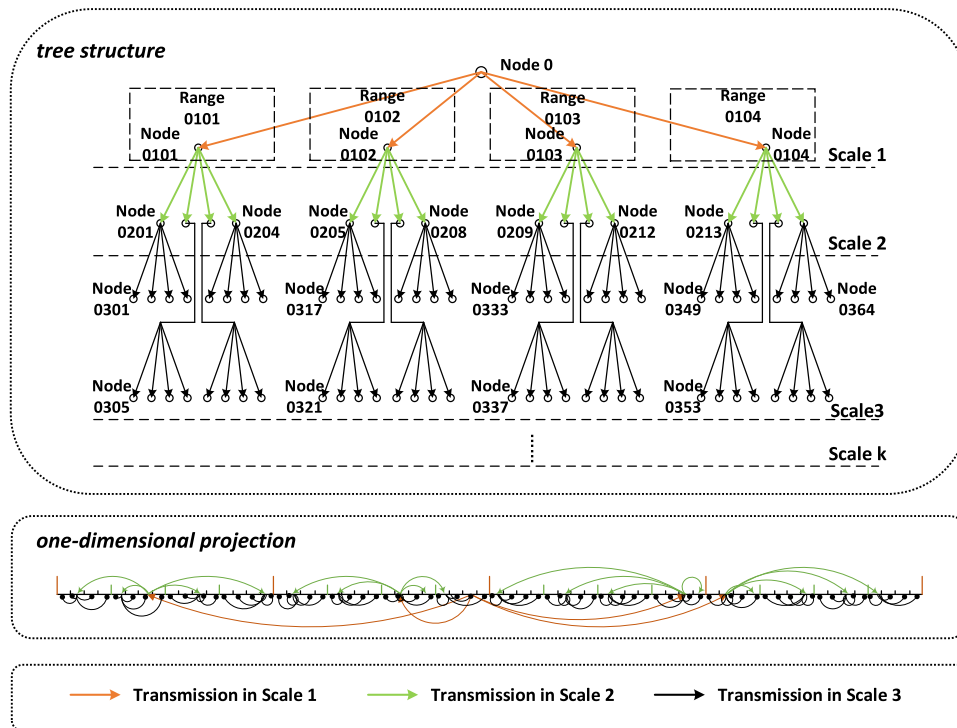 tree structure
Node 0
Range
0101
Range
0102
Range
0103
Range
0104
Node
0101
Node
0102
Node
0103
Node
0104
Scale 1
Node
0201
Node
0204
Node
0205
Node
0208
Node
0209
Node
0212
Node
0213
Scale 2
Node
0301
Node
0317
Node
0333
Node
0349
Node
0364
Node
0305
Node
0321
Node
0337
Node
0353
Scale3
Scale k
one-dimensional projection
Transmission in Scale 1
Transmission in Scale 2
Transmission in Scale 3